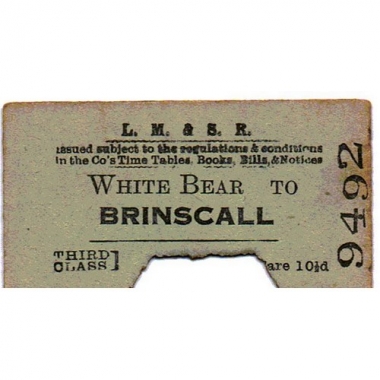 L. M. & S. R.
Issued subject to the regulations & conditions
in the Co's Time Tables, Books, Bills, & Notices
WHITE BEAR TO
BRINSCALL
THIRD
CLASS]
are 10½d
9492